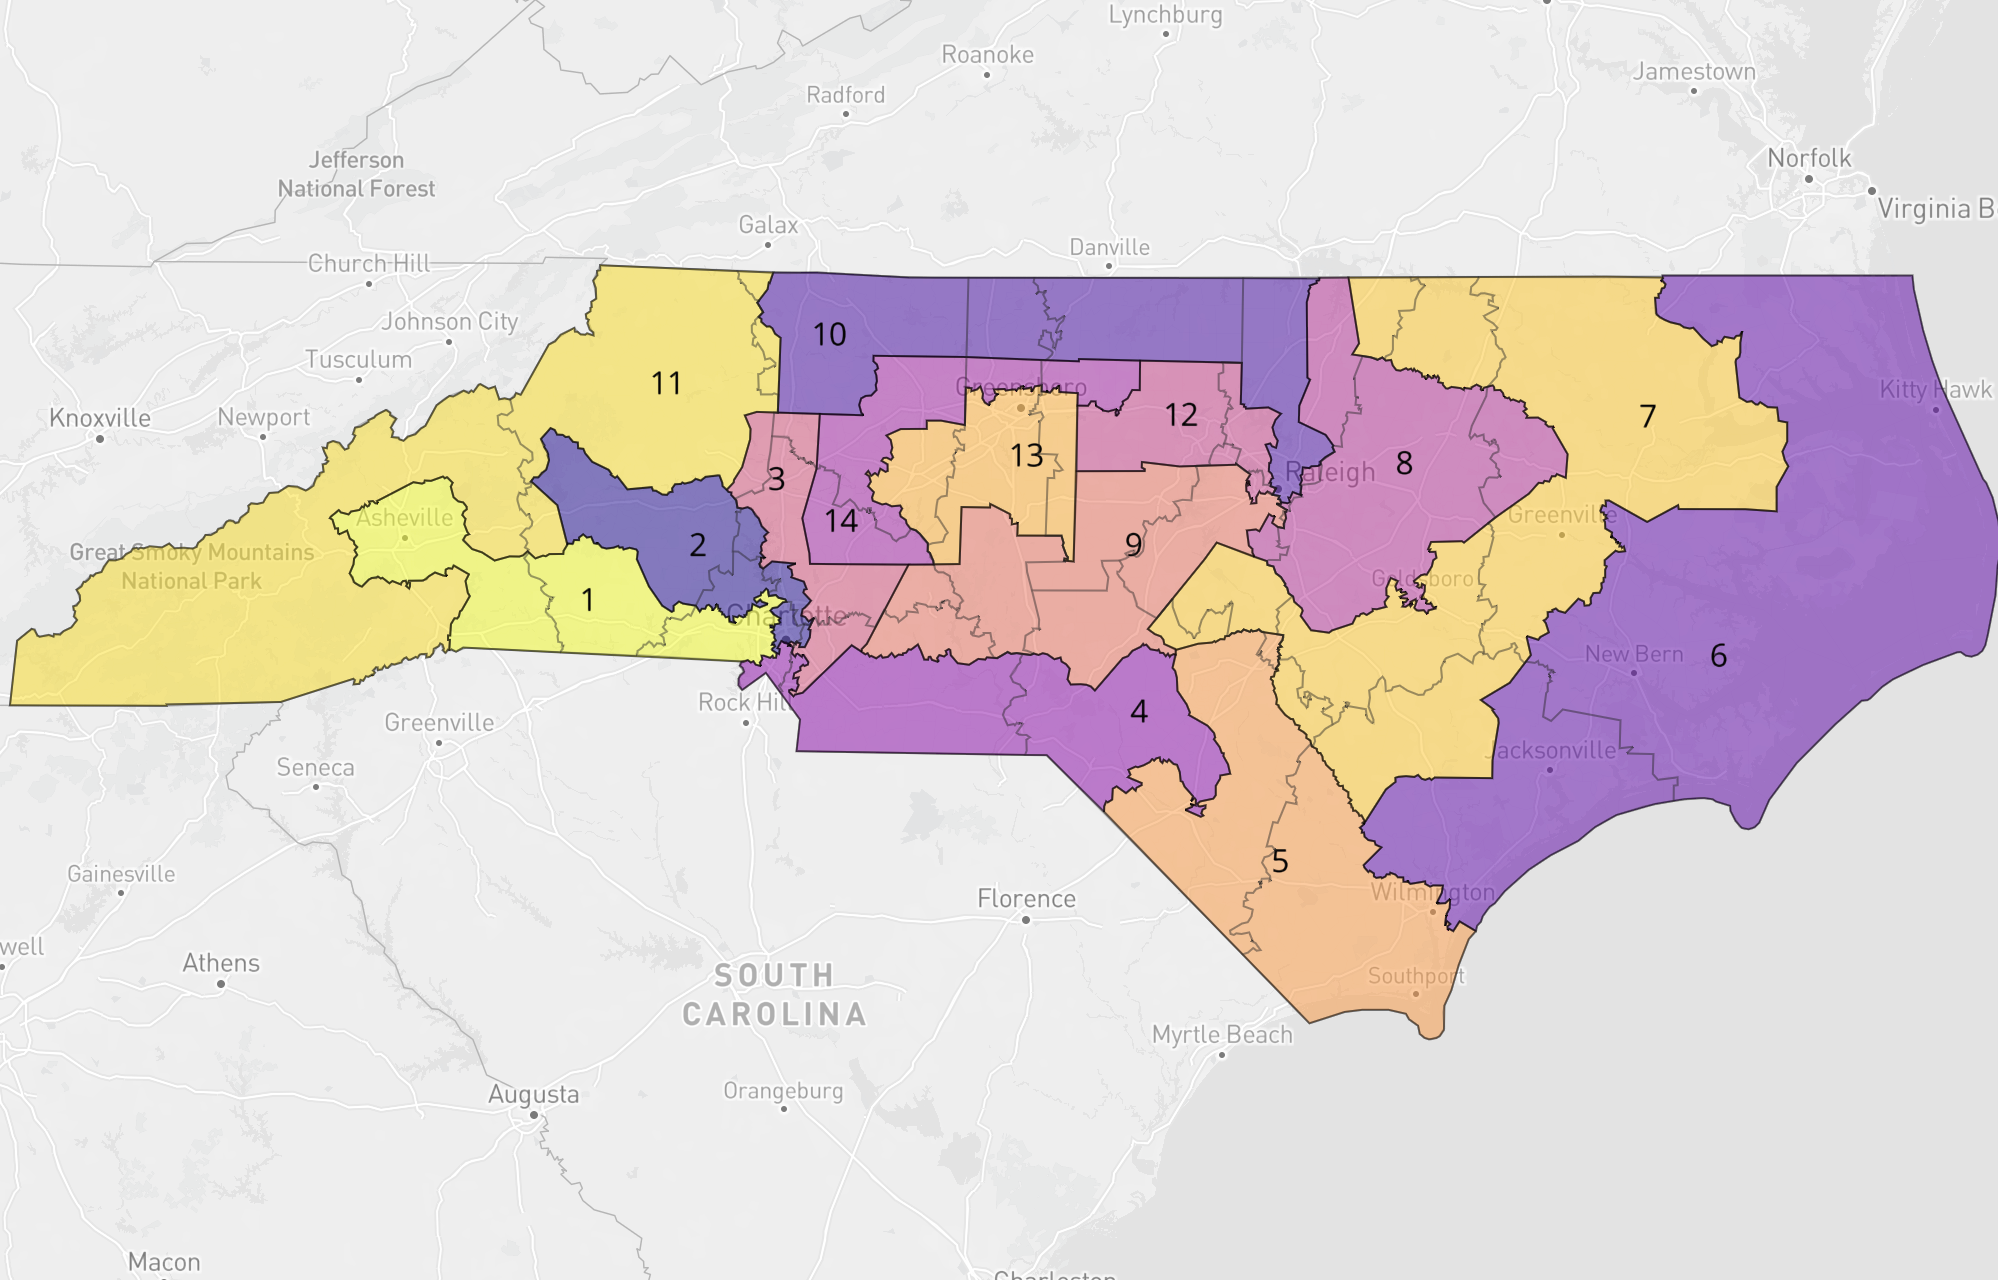 Lynchburg
Roanoke
Jamestown
Radford
Jefferson
National Forest
Norfolk
Virginia B
Galax
Danville
Church Hill
Johnson City
10
Tusculum
11
Greensboro
Kitty Hawk
Knoxville
Newport
12
7
13
8
3
Raleigh
14
Asheville
Greenville
Great Smoky Mountains
National Park
2
9
Goldsboro
1
Charlotte
New Bern
6
Rock Hil
4
Greenville
Jacksonville
Seneca
5
Gainesville
Wilmington
Florence
well
Athens
SOUTH
CAROLINA
Southport
Myrtle Beach
Augusta
Orangeburg
Macon
Charleston